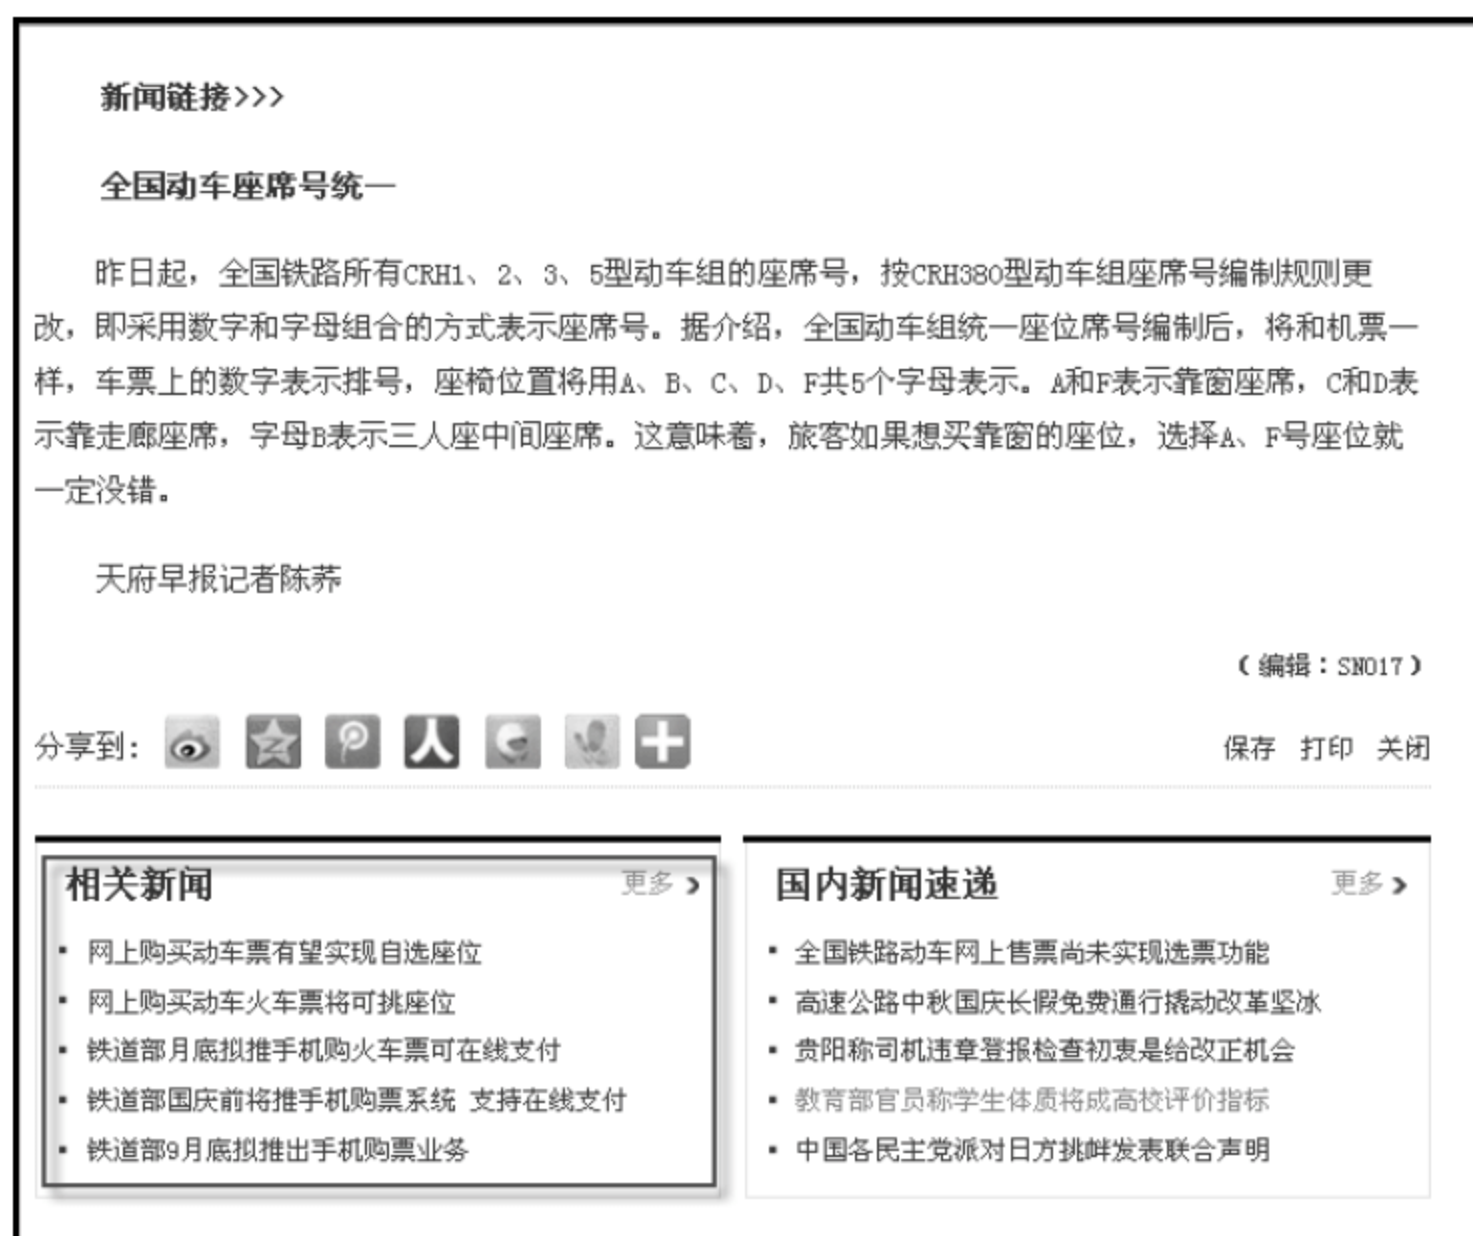 新闻链接>>>
全国动车座席号统一
昨日起，全国铁路所有CRH1、2、3、5型动车组的座席号，按CRH380型动车组座席号编制规则更
改，即采用数字和字母组合的方式表示座席号。据介绍，全国动车组统一座位席号编制后，将和机票一
样，车票上的数字表示排号，座椅位置将用A、B、C、D、F共5个字母表示。A和F表示靠窗座席，C和D表
示靠走廊座席，字母B表示三人座中间座席。这意味着，旅客如果想买靠窗的座位，选择A、F号座位就
一定没错。
天府早报记者陈荞
（编辑：SN017）
分享到：
保存 打印 关闭
相关新闻 更多
网上购买动车票有望实现自选座位
网上购买动车火车票将可挑座位
铁道部月底拟推手机购火车票可在线支付
铁道部国庆前将推手机购票系统 支持在线支付
铁道部9月底拟推出手机购票业务
国内新闻速递 更多
全国铁路动车网上售票尚未实现选票功能
高速公路中秋国庆长假免费通行撬动改革坚冰
贵阳称司机违章登报检查初衷是给改正机会
教育部官员称学生体质将成高校评价指标
中国各民主党派对日方挑衅发表联合声明